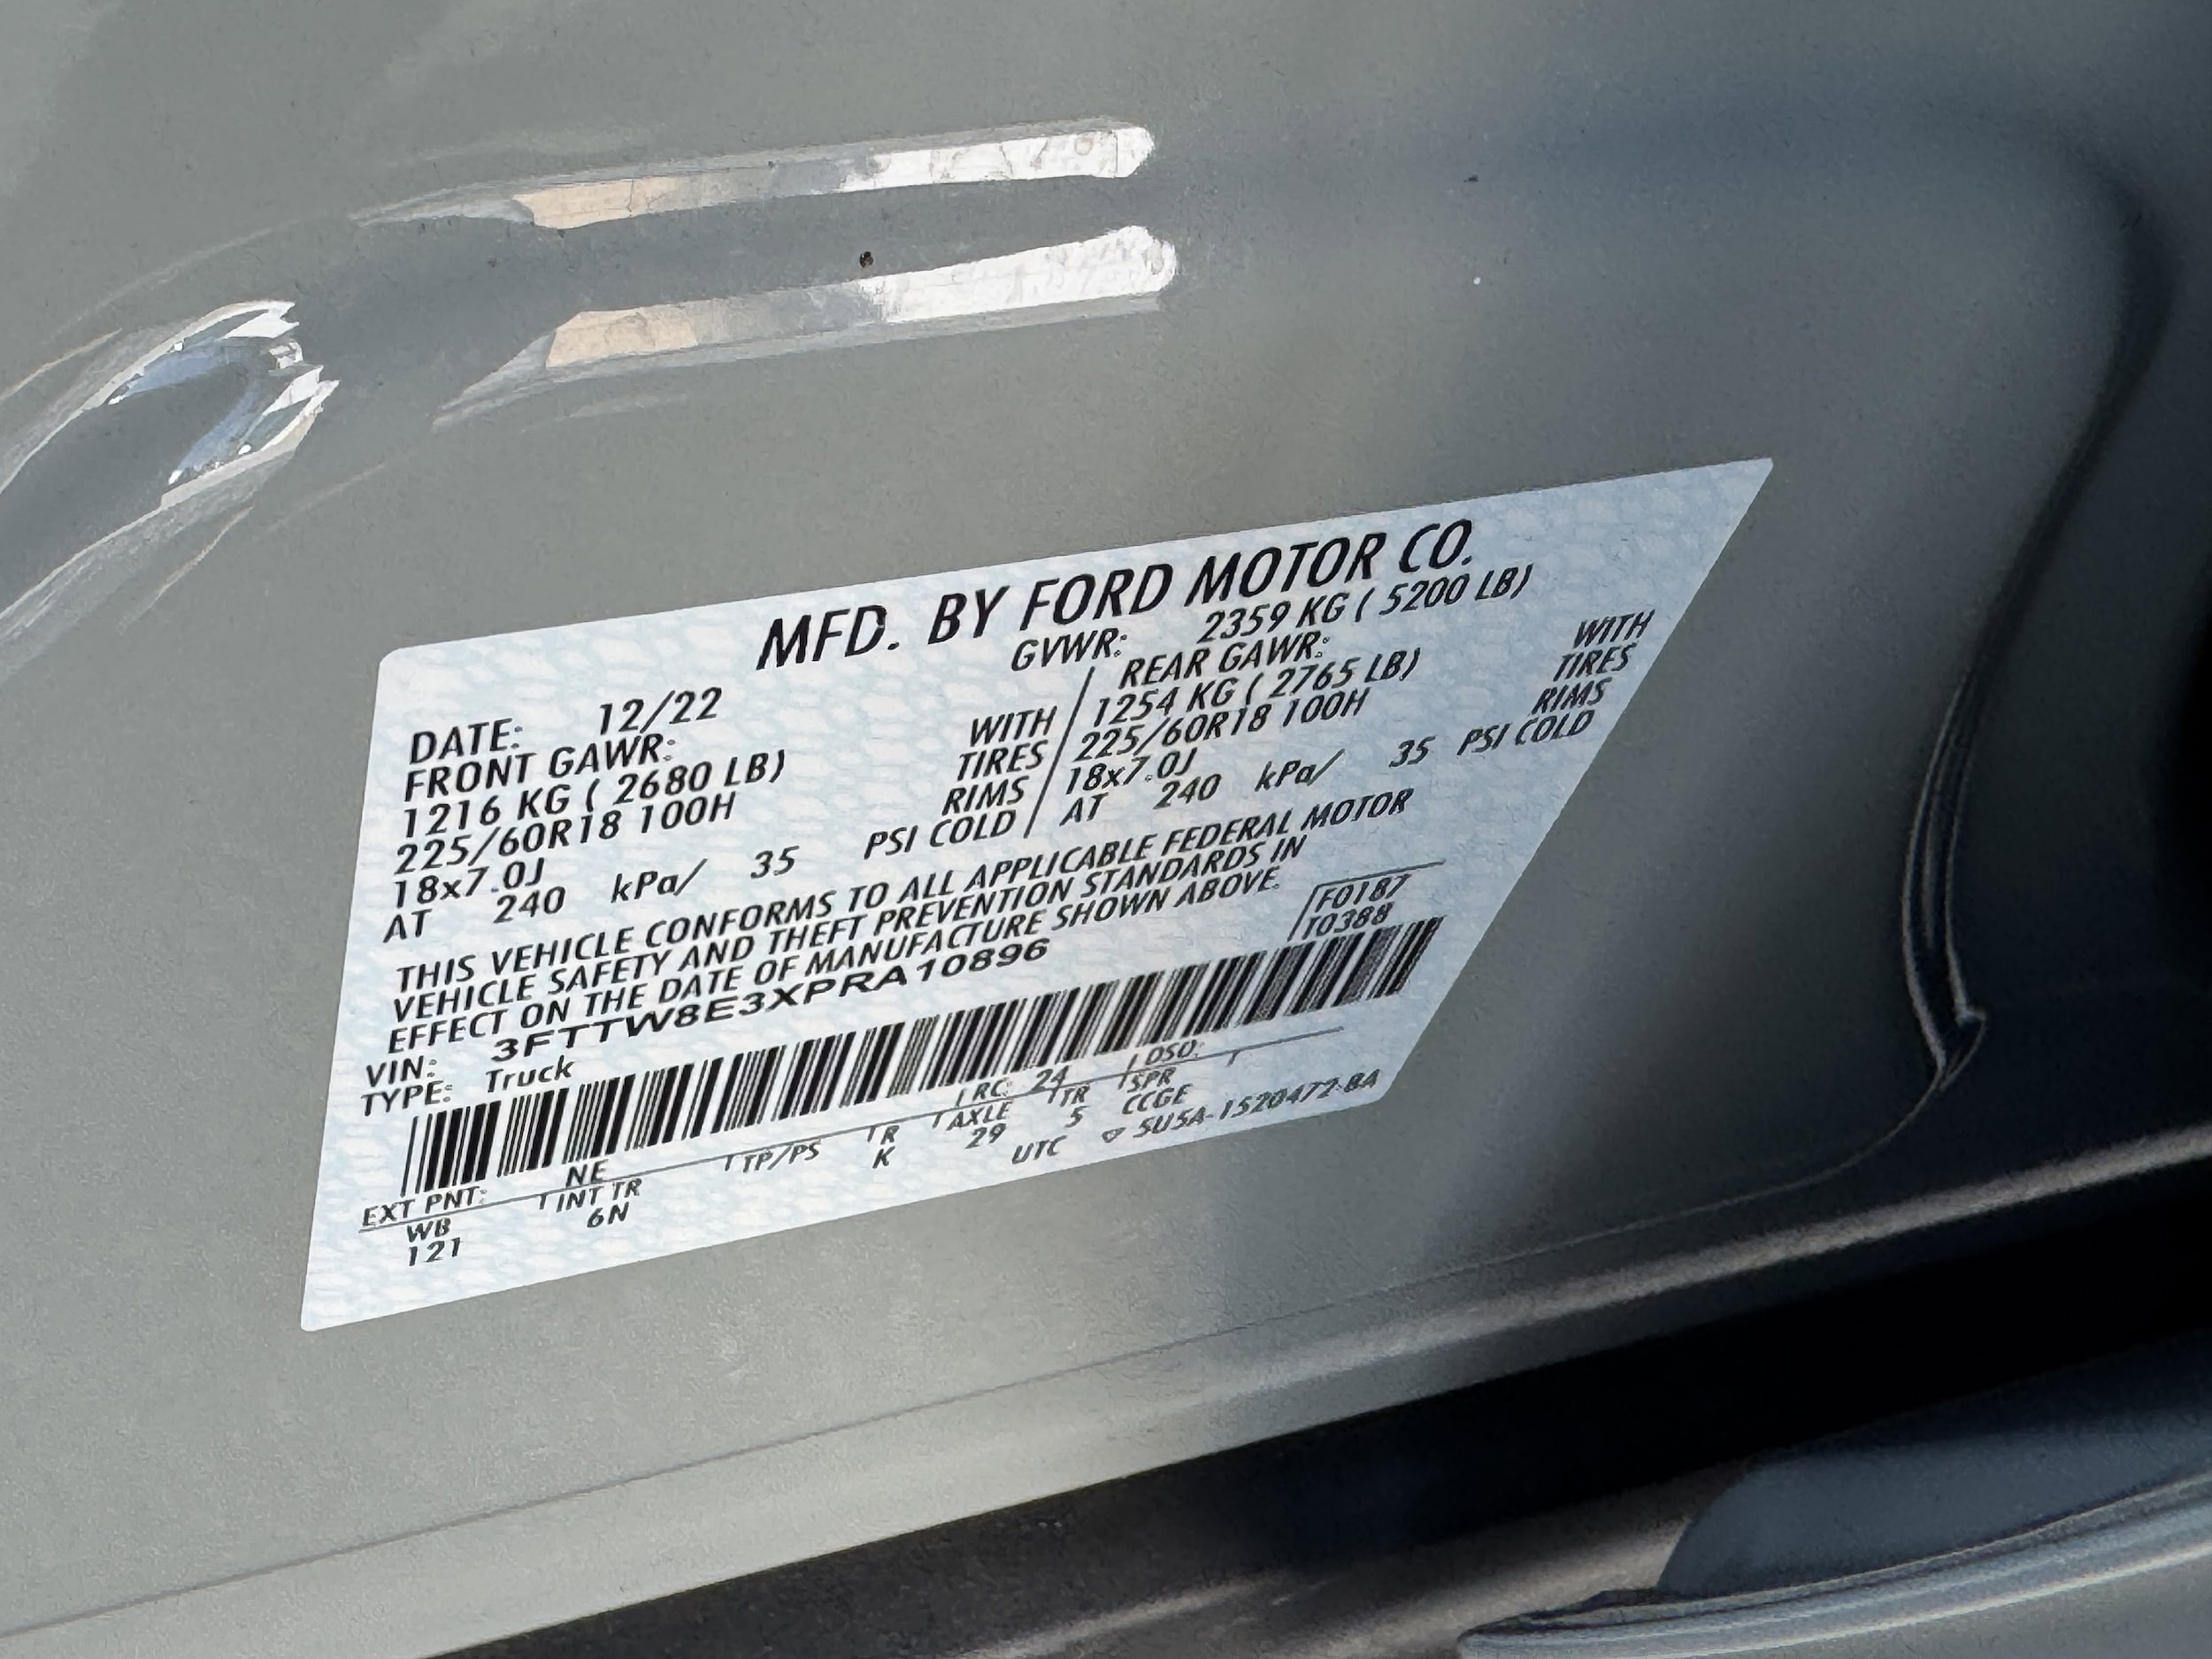 MFD. BY FORD MOTOR CO.
GVWR: 2359 KG ( 5200 LB)
DATE: 12/22
FRONT GAWR:
1216 KG ( 2680 LB) WITH
225/60R18 100H TIRES
18x7.0J RIMS
AT 240 kPa/ 35 PSI COLD
REAR GAWR:
1254 KG ( 2765 LB) WITH
225/60R18 100H TIRES
18x7.0J RIMS
AT 240 kPa/ 35 PSI COLD
THIS VEHICLE CONFORMS TO ALL APPLICABLE FEDERAL MOTOR
VEHICLE SAFETY AND THEFT PREVENTION STANDARDS IN
EFFECT ON THE DATE OF MANUFACTURE SHOWN ABOVE.
VIN: 3FTTW8E3XPRA10896
TYPE: Truck
F0187
T0388
EXT PNT: NE RC: 24 DSO:
WB INT TR TP/PS R AXLE TR SPR
121 6N K 29 5 CCGE
UTC ▽ 5U5A-1520472-BA